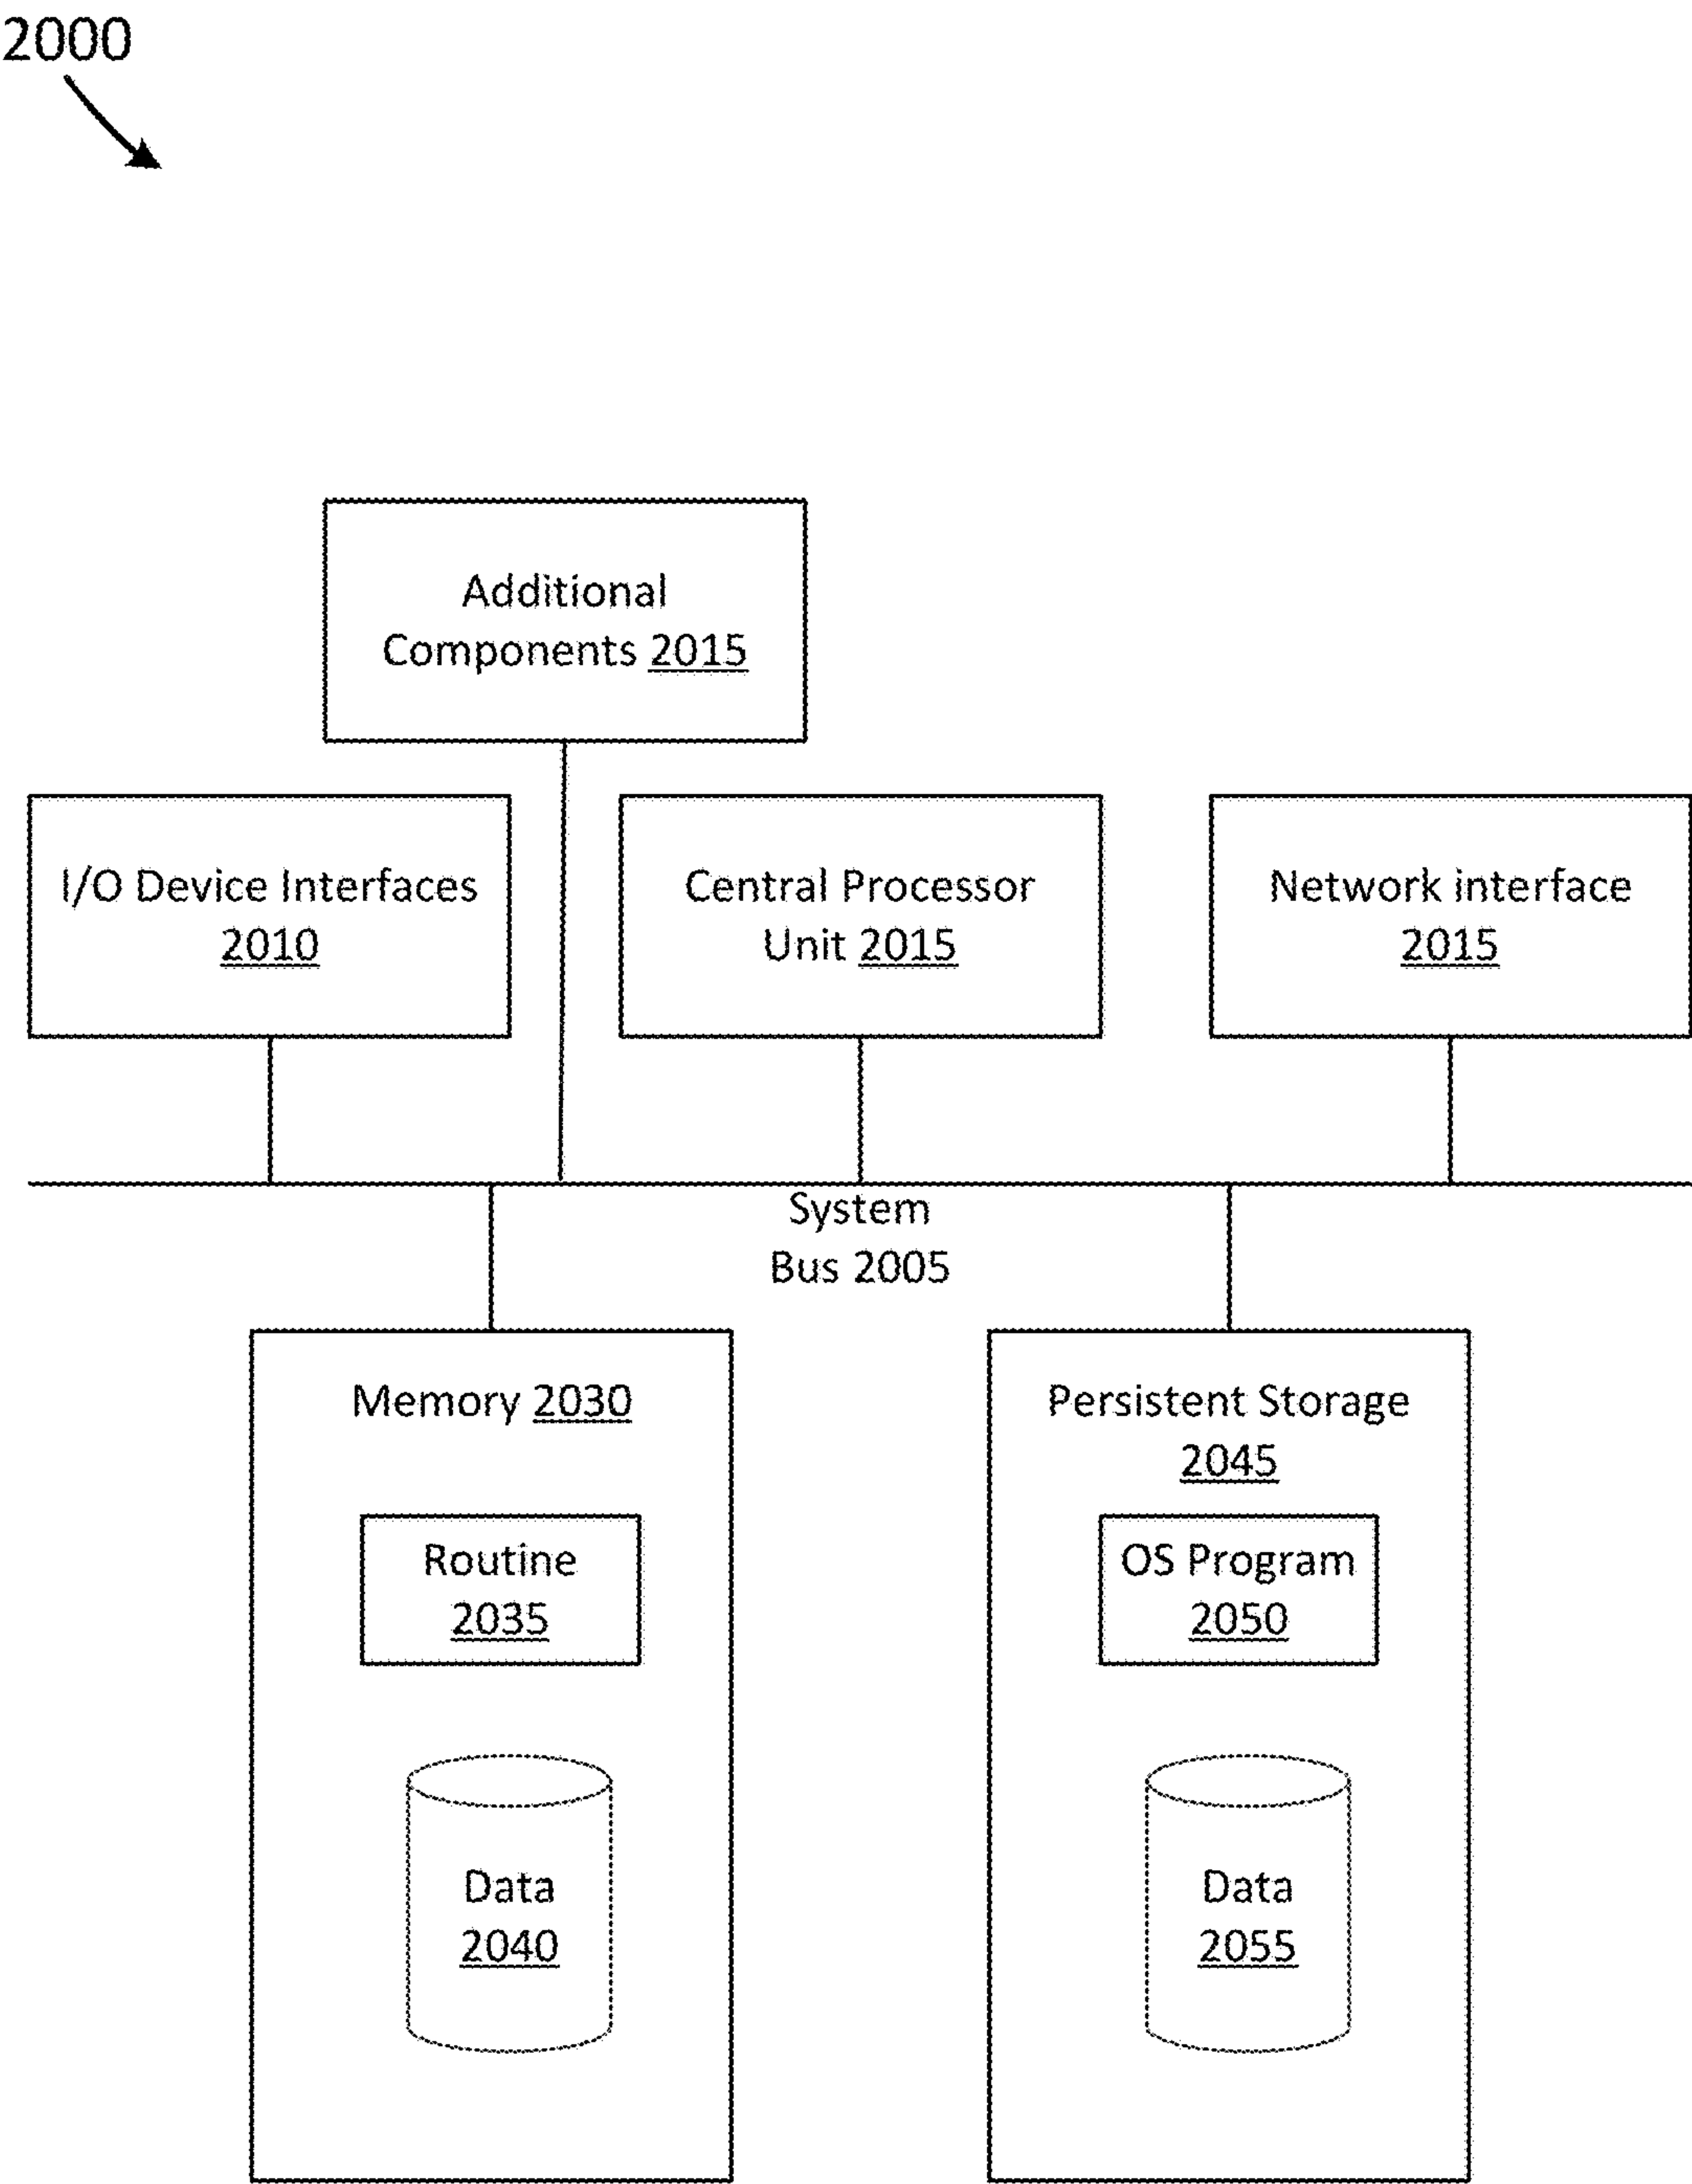 2000
Additional
Components 2015
I/O Device Interfaces
2010
Central Processor
Unit 2015
Network interface
2015
System
Bus 2005
Memory 2030
Routine
2035
Data
2040
Persistent Storage
2045
OS Program
2050
Data
2055